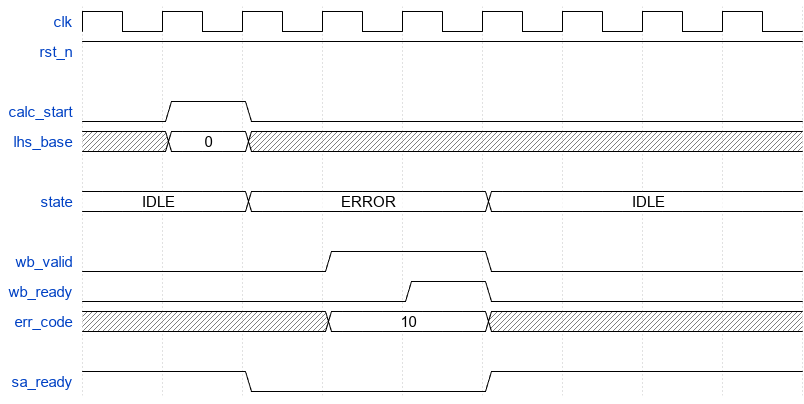 clk
rst_n
calc_start
lhs_base 0
state IDLE ERROR IDLE
wb_valid
wb_ready
err_code 10
sa_ready